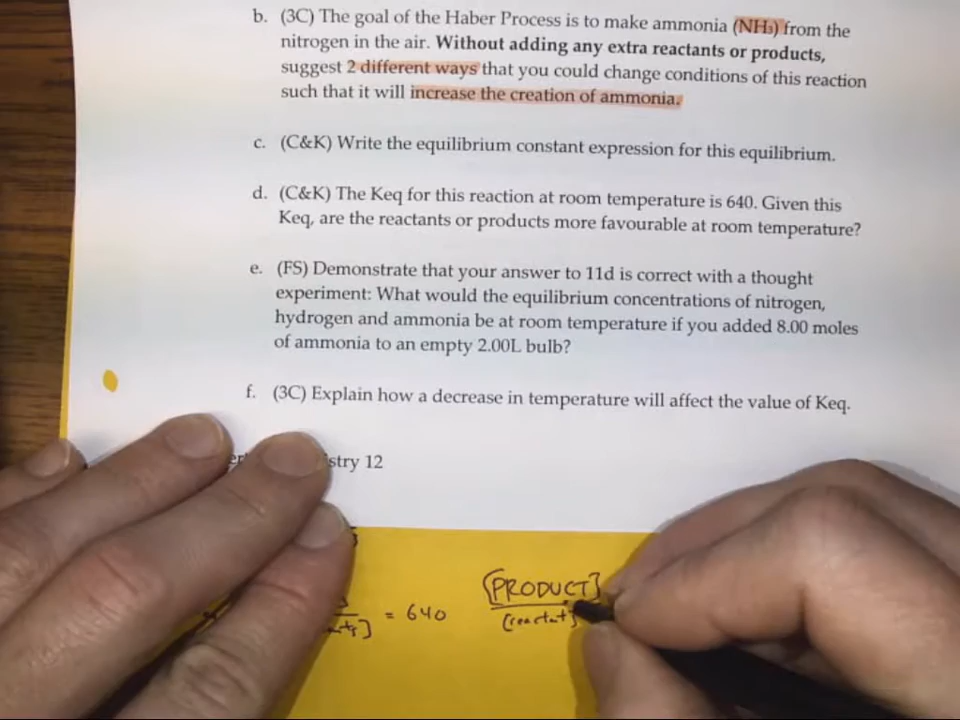 b. (3C) The goal of the Haber Process is to make ammonia (NH₃) from the
nitrogen in the air. Without adding any extra reactants or products,
suggest 2 different ways that you could change conditions of this reaction
such that it will increase the creation of ammonia.
c. (C&K) Write the equilibrium constant expression for this equilibrium.
d. (C&K) The Keq for this reaction at room temperature is 640. Given this
Keq, are the reactants or products more favourable at room temperature?
e. (FS) Demonstrate that your answer to 11d is correct with a thought
experiment: What would the equilibrium concentrations of nitrogen,
hydrogen and ammonia be at room temperature if you added 8.00 moles
of ammonia to an empty 2.00L bulb?
f. (3C) Explain how a decrease in temperature will affect the value of Keq.
stry 12
[PRODUCT]
= 640